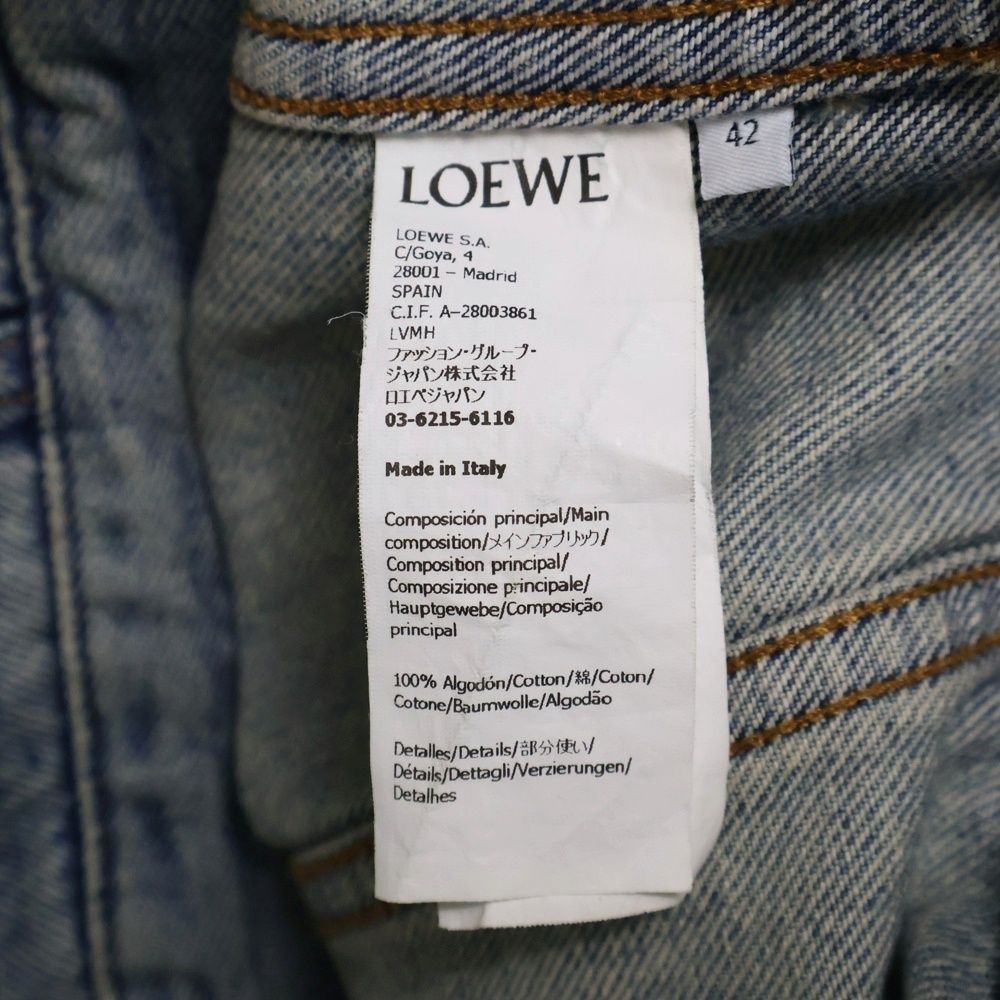 42
LOEWE
LOEWE S.A.
C/Goya, 4
28001 - Madrid
SPAIN
C.I.F. A-28003861
LVMH
ファッション・グループ・
ジャパン株式会社
ロエベジャパン
03-6215-6116
Made in Italy
Composición principal/Main
composition/メインファブリック/
Composition principal/
Composizione principale/
Hauptgewebe/Composição
principal
100% Algodón/Cotton/綿/Coton/
Cotone/Baumwolle/Algodão
Detalles/Details/部分使い/
Détails/Dettagli/Verzierungen/
Detalhes